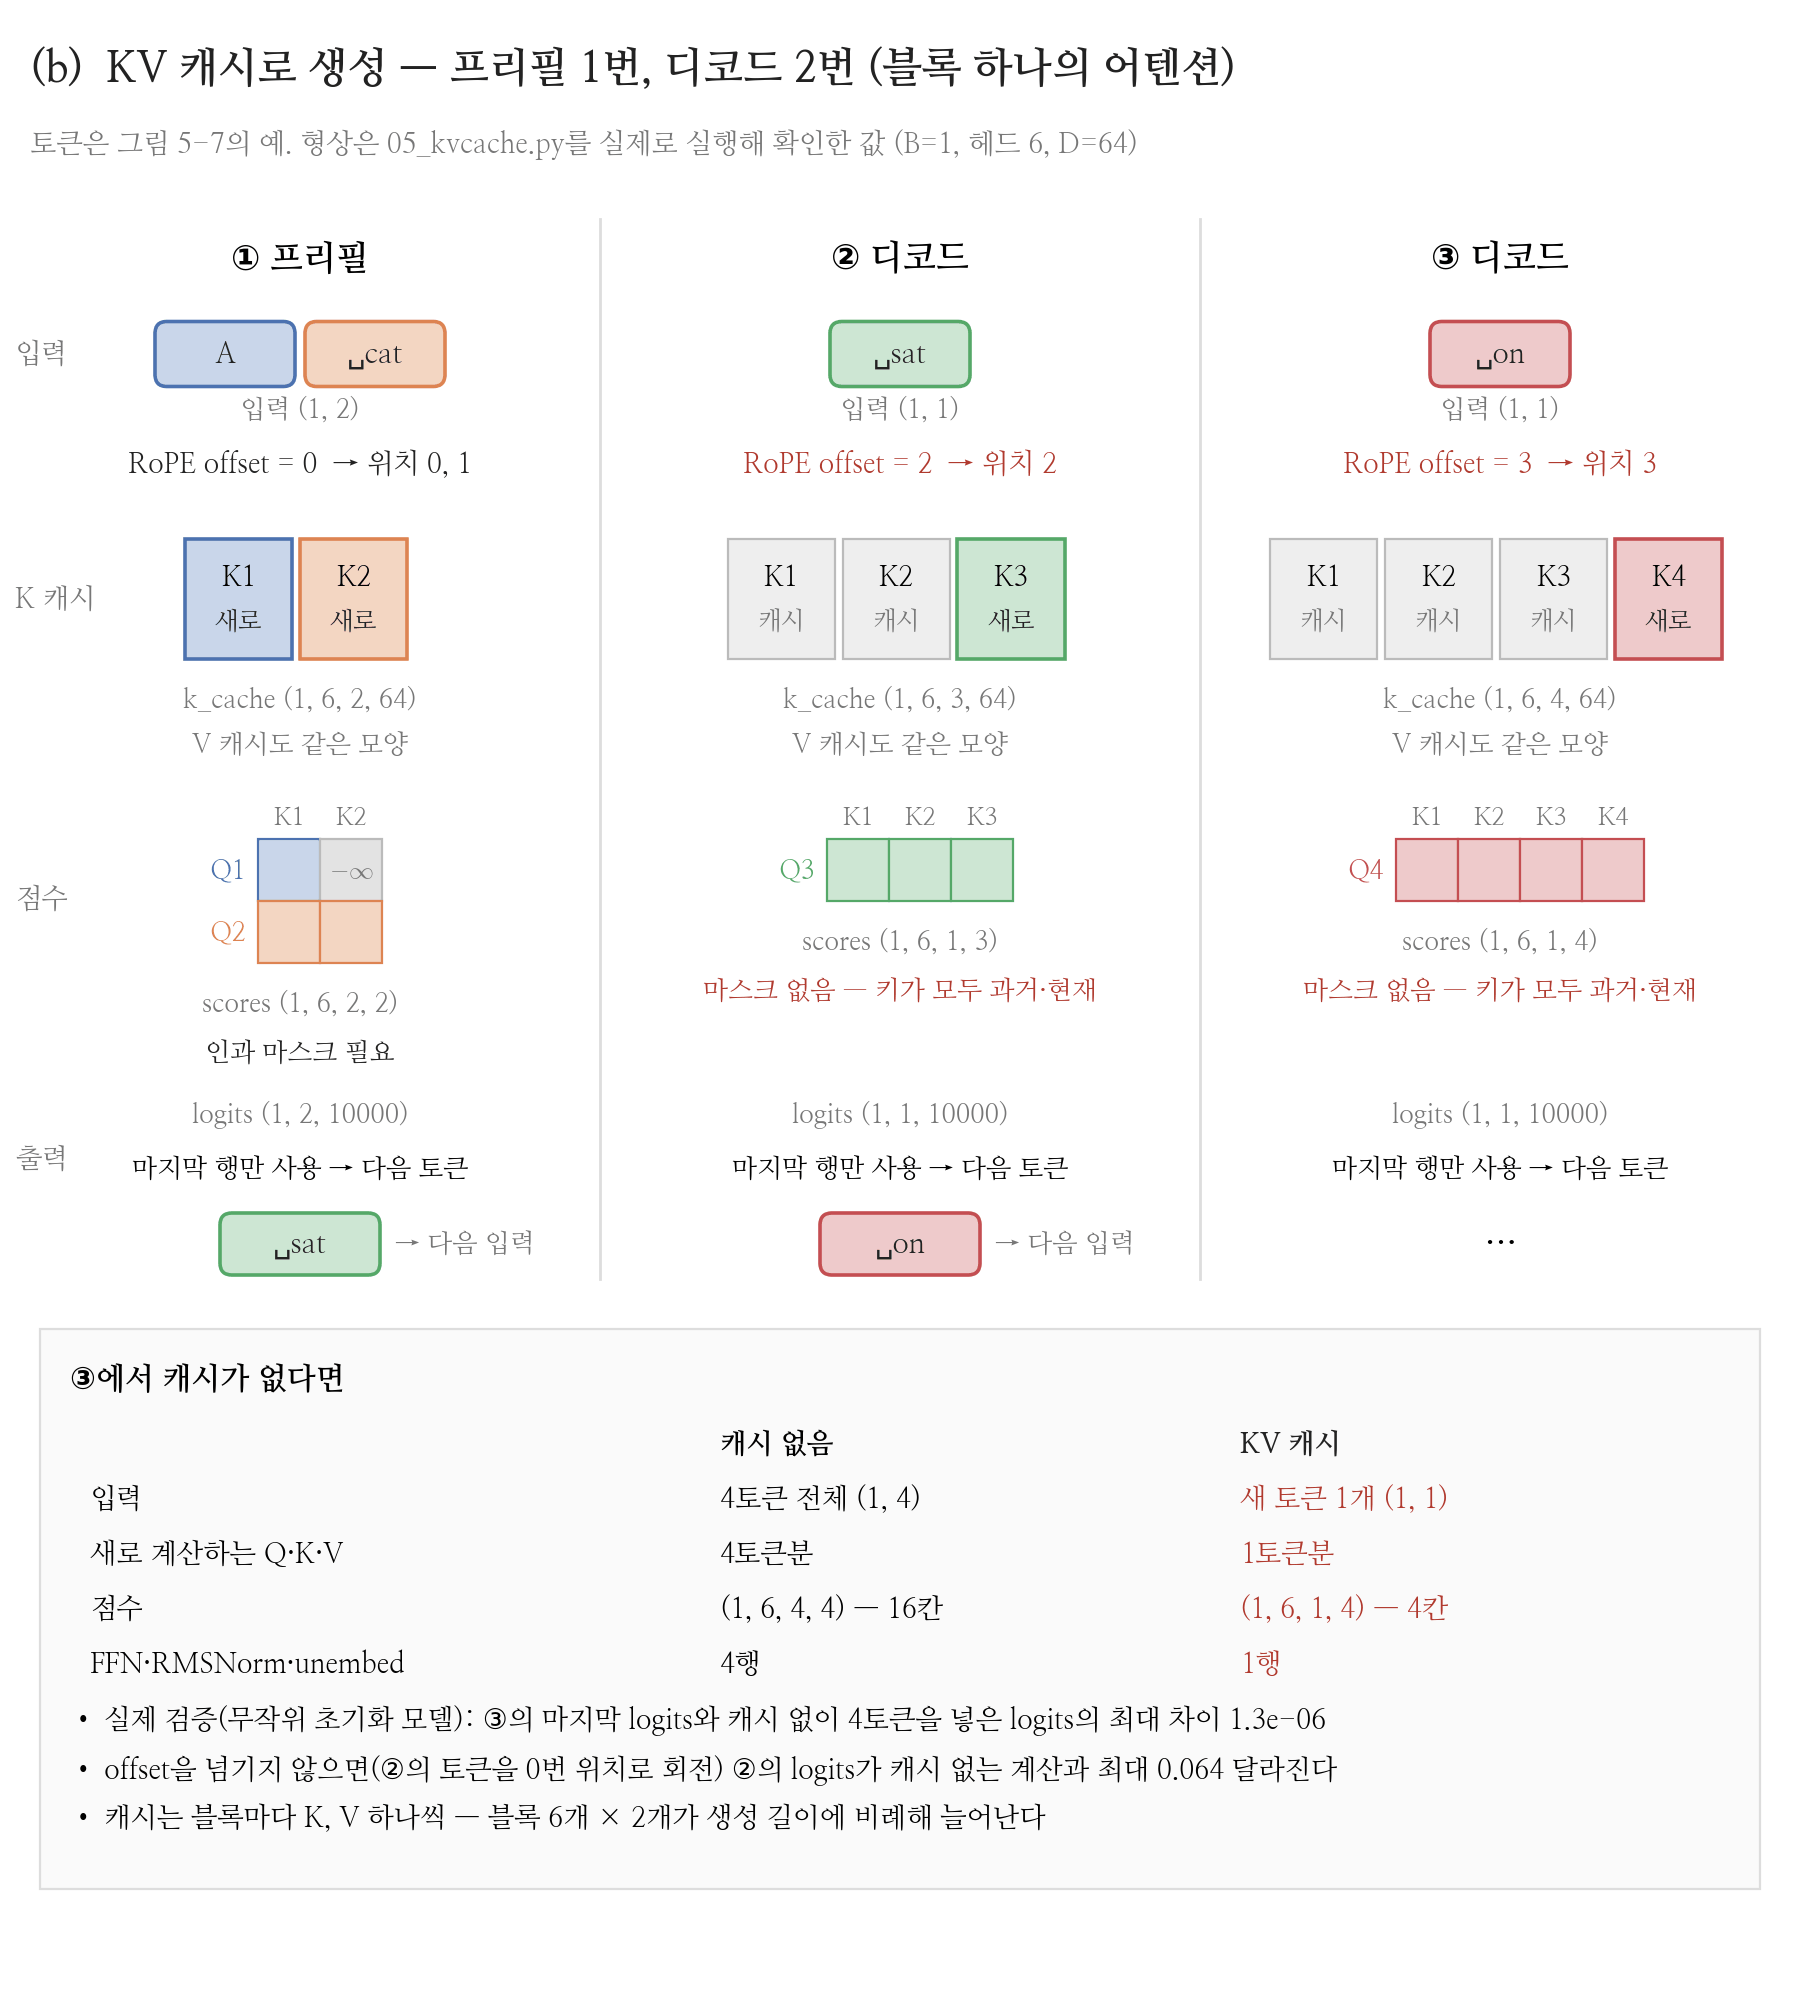 (b) KV 캐시로 생성 — 프리필 1번, 디코드 2번 (블록 하나의 어텐션)
토큰은 그림 5-7의 예. 형상은 05_kvcache.py를 실제로 실행해 확인한 값 (B=1, 헤드 6, D=64)
① 프리필
② 디코드
③ 디코드
입력
A
␣cat
␣sat
␣on
입력 (1, 2)
입력 (1, 1)
입력 (1, 1)
RoPE offset = 0 → 위치 0, 1
RoPE offset = 2 → 위치 2
RoPE offset = 3 → 위치 3
K 캐시
K1 새로
K2 새로
K1 캐시
K2 캐시
K3 새로
K1 캐시
K2 캐시
K3 캐시
K4 새로
k_cache (1, 6, 2, 64)
k_cache (1, 6, 3, 64)
k_cache (1, 6, 4, 64)
V 캐시도 같은 모양
V 캐시도 같은 모양
V 캐시도 같은 모양
점수
K1 K2
Q1 −∞
Q2
scores (1, 6, 2, 2)
인과 마스크 필요
K1 K2 K3
Q3
scores (1, 6, 1, 3)
마스크 없음 — 키가 모두 과거·현재
K1 K2 K3 K4
Q4
scores (1, 6, 1, 4)
마스크 없음 — 키가 모두 과거·현재
출력
logits (1, 2, 10000)
logits (1, 1, 10000)
logits (1, 1, 10000)
마지막 행만 사용 → 다음 토큰
마지막 행만 사용 → 다음 토큰
마지막 행만 사용 → 다음 토큰
␣sat → 다음 입력
␣on → 다음 입력
…
③에서 캐시가 없다면
캐시 없음 KV 캐시
입력 4토큰 전체 (1, 4) 새 토큰 1개 (1, 1)
새로 계산하는 Q·K·V 4토큰분 1토큰분
점수 (1, 6, 4, 4) — 16칸 (1, 6, 1, 4) — 4칸
FFN·RMSNorm·unembed 4행 1행
• 실제 검증(무작위 초기화 모델): ③의 마지막 logits와 캐시 없이 4토큰을 넣은 logits의 최대 차이 1.3e−06
• offset을 넘기지 않으면(②의 토큰을 0번 위치로 회전) ②의 logits가 캐시 없는 계산과 최대 0.064 달라진다
• 캐시는 블록마다 K, V 하나씩 — 블록 6개 × 2개가 생성 길이에 비례해 늘어난다